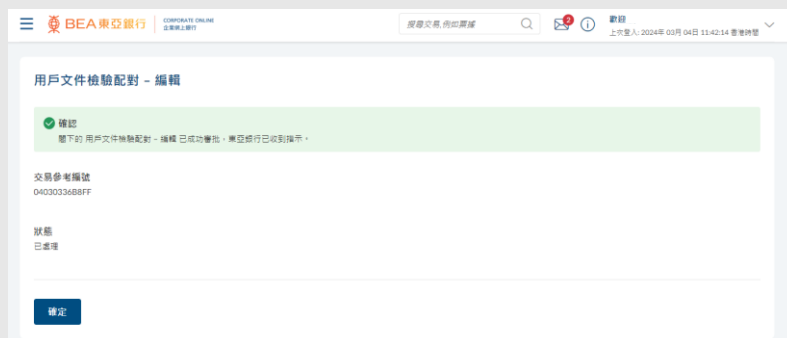 BEA東亞銀行
CORPORATE ONLINE
企業網上銀行
搜尋交易,例如票據
2
歡迎
上次登入: 2024年 03月 04日 11:42:14 香港時間
用戶文件檢驗配對 – 編輯
確認
閣下的 用戶文件檢驗配對 – 編輯 已成功審批，東亞銀行已收到指示。
交易參考編號
04030336B8FF
狀態
已處理
確定